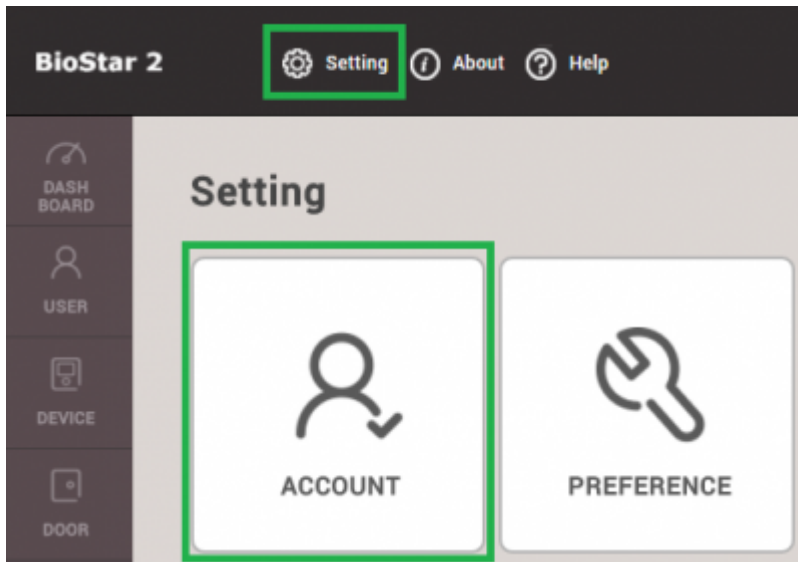 BioStar 2
Setting
About
Help
DASH
BOARD
Setting
USER
DEVICE
ACCOUNT
PREFERENCE
DOOR